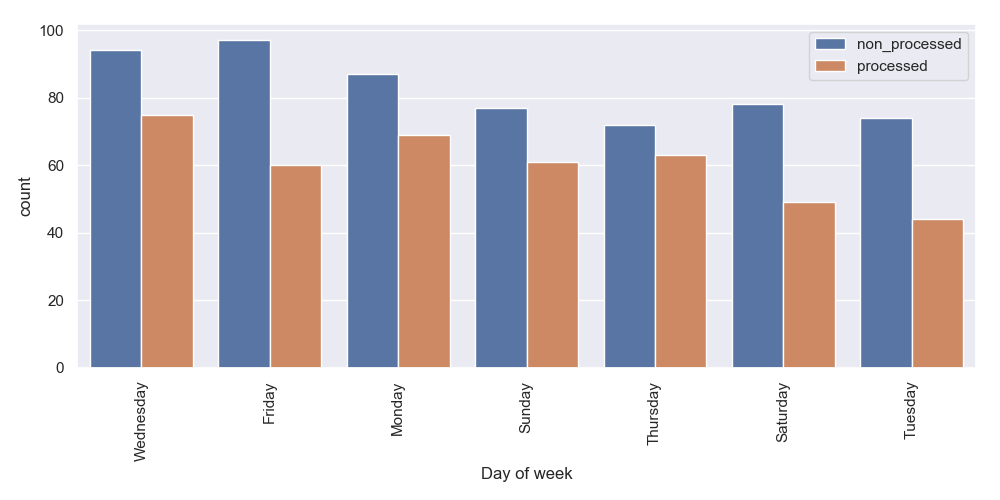 100
80
60
40
20
0
count
non_processed
processed
Wednesday
Friday
Monday
Sunday
Thursday
Saturday
Tuesday
Day of week